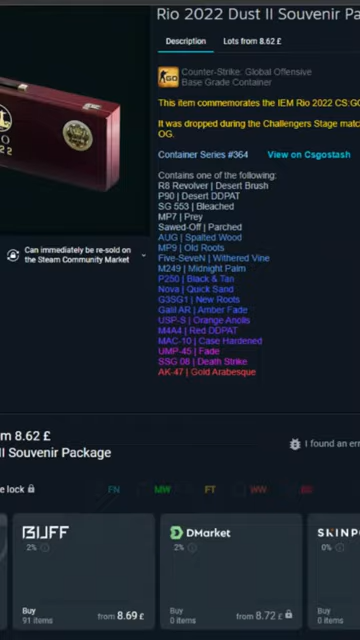 Rio 2022 Dust II Souvenir Pa
Description
Lots from 8.62 £
GO
Counter-Strike: Global Offensive
Base Grade Container
This item commemorates the IEM Rio 2022 CS:GO
It was dropped during the Challengers Stage matc
OG.
Container Series #364
View on Csgostash
Contains one of the following:
R8 Revolver | Desert Brush
P90 | Desert DDPAT
SG 553 | Bleached
MP7 | Prey
Sawed-Off | Parched
AUG | Spalted Wood
MP9 | Old Roots
Five-SeveN | Withered Vine
M249 | Midnight Palm
P250 | Black & Tan
Nova | Quick Sand
G3SG1 | New Roots
Galil AR | Amber Fade
USP-S | Orange Anolis
M4A4 | Red DDPAT
MAC-10 | Case Hardened
UMP-45 | Fade
SSG 08 | Death Strike
AK-47 | Gold Arabesque
Can immediately be re-sold on
the Steam Community Market
m 8.62 £
I found an err
II Souvenir Package
e lock
FN
MW
FT
WW
BS
BUFF
2%
Buy
91 items
from 8.69 £
DMarket
2%
Buy
0 items
from 8.72 £
SKINPO
0%
Buy
0 items